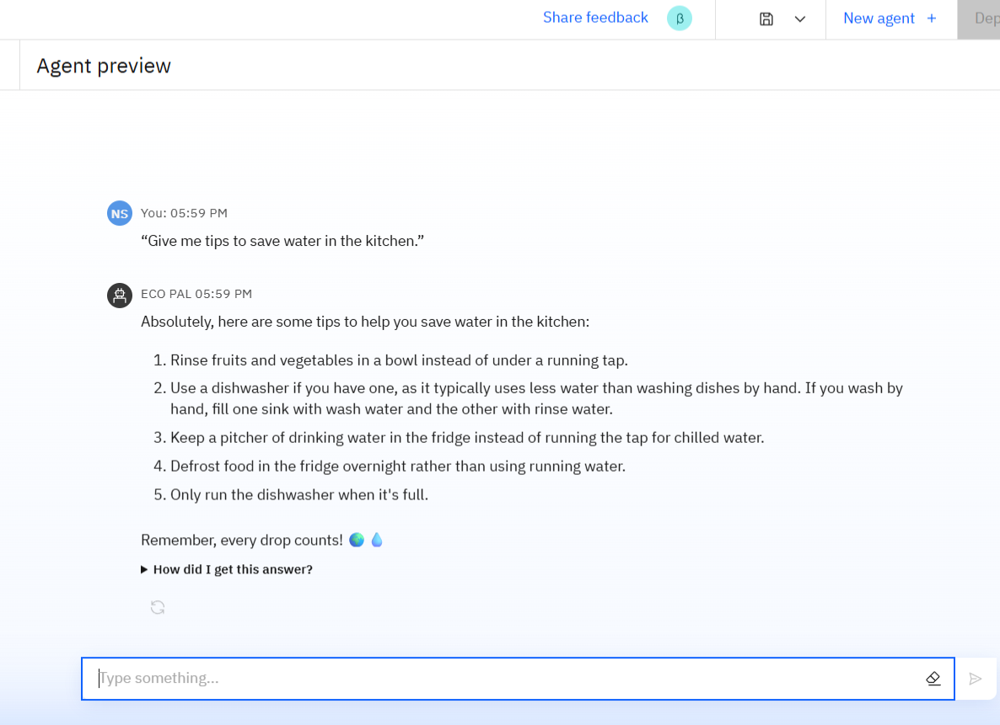 Share feedback β New agent +
Agent preview
NS You: 05:59 PM
“Give me tips to save water in the kitchen.”
ECO PAL 05:59 PM
Absolutely, here are some tips to help you save water in the kitchen:
1. Rinse fruits and vegetables in a bowl instead of under a running tap.
2. Use a dishwasher if you have one, as it typically uses less water than washing dishes by hand. If you wash by
hand, fill one sink with wash water and the other with rinse water.
3. Keep a pitcher of drinking water in the fridge instead of running the tap for chilled water.
4. Defrost food in the fridge overnight rather than using running water.
5. Only run the dishwasher when it's full.
Remember, every drop counts! 🌍 💧
How did I get this answer?
Type something...